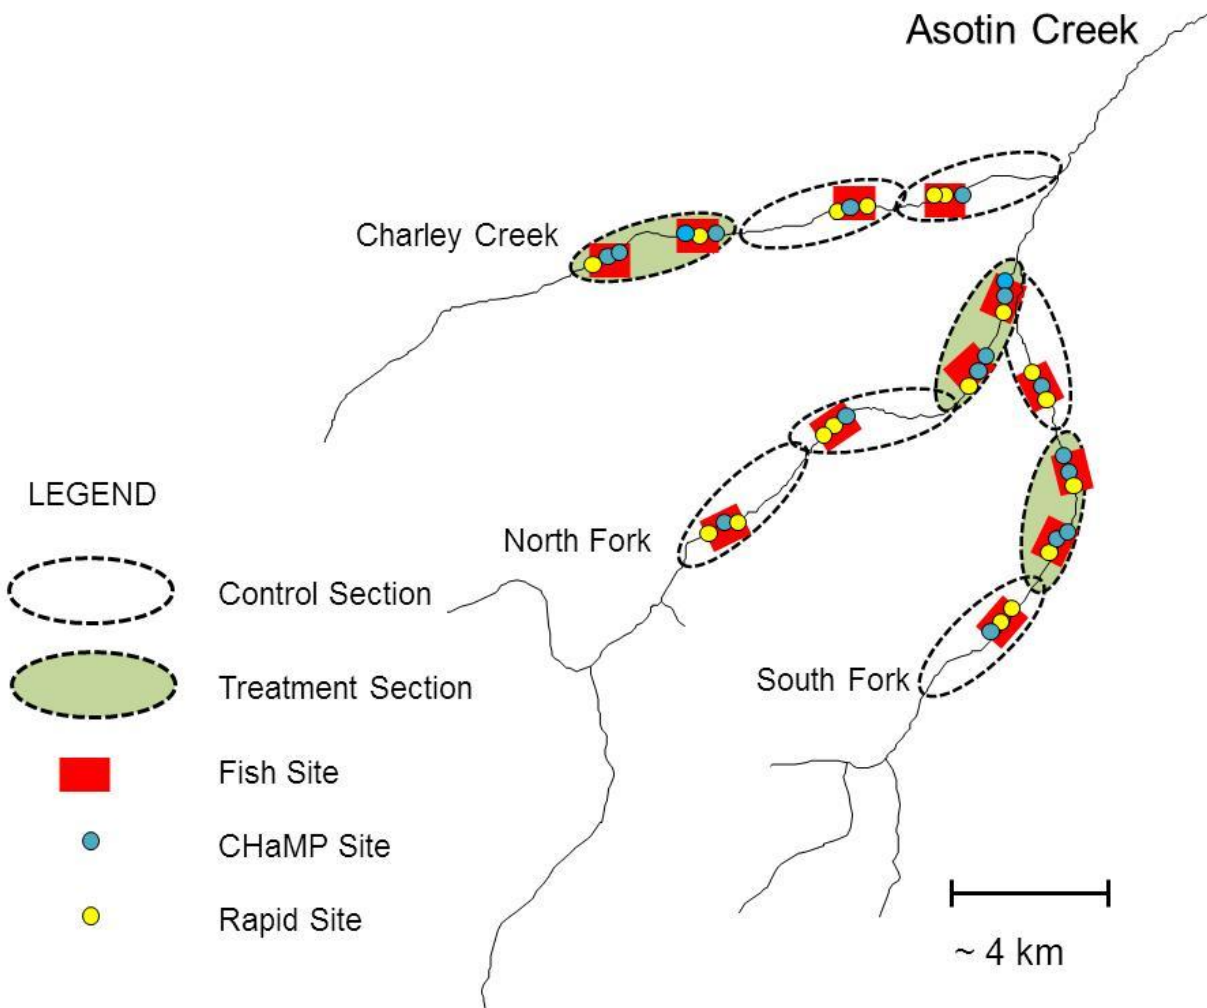 Asotin Creek
Charley Creek
LEGEND
North Fork
Control Section
South Fork
Treatment Section
Fish Site
CHaMP Site
Rapid Site
~ 4 km